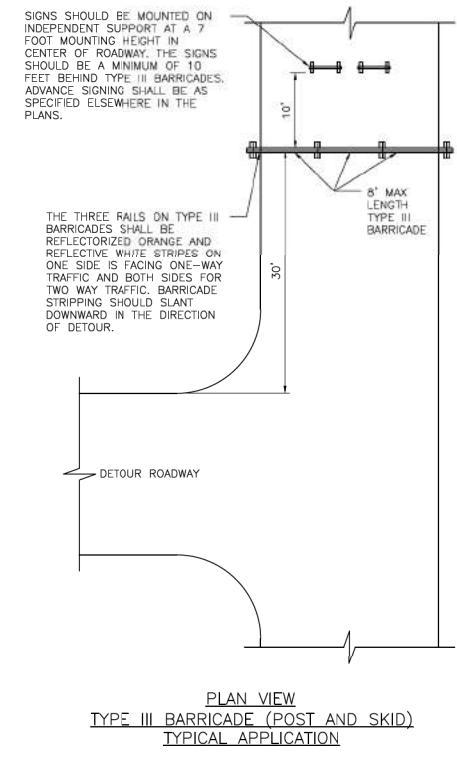 SIGNS SHOULD BE MOUNTED ON
INDEPENDENT SUPPORT AT A 7
FOOT MOUNTING HEIGHT IN
CENTER OF ROADWAY. THE SIGNS
SHOULD BE A MINIMUM OF 10
FEET BEHIND TYPE III BARRICADES.
ADVANCE SIGNING SHALL BE AS
SPECIFIED ELSEWHERE IN THE
PLANS.
10'
8' MAX
LENGTH
TYPE III
BARRICADE
THE THREE RAILS ON TYPE III
BARRICADES SHALL BE
REFLECTORIZED ORANGE AND
REFLECTIVE WHITE STRIPES ON
ONE SIDE IS FACING ONE-WAY
TRAFFIC AND BOTH SIDES FOR
TWO WAY TRAFFIC. BARRICADE
STRIPPING SHOULD SLANT
DOWNWARD IN THE DIRECTION
OF DETOUR.
30'
DETOUR ROADWAY
PLAN VIEW
TYPE III BARRICADE (POST AND SKID)
TYPICAL APPLICATION